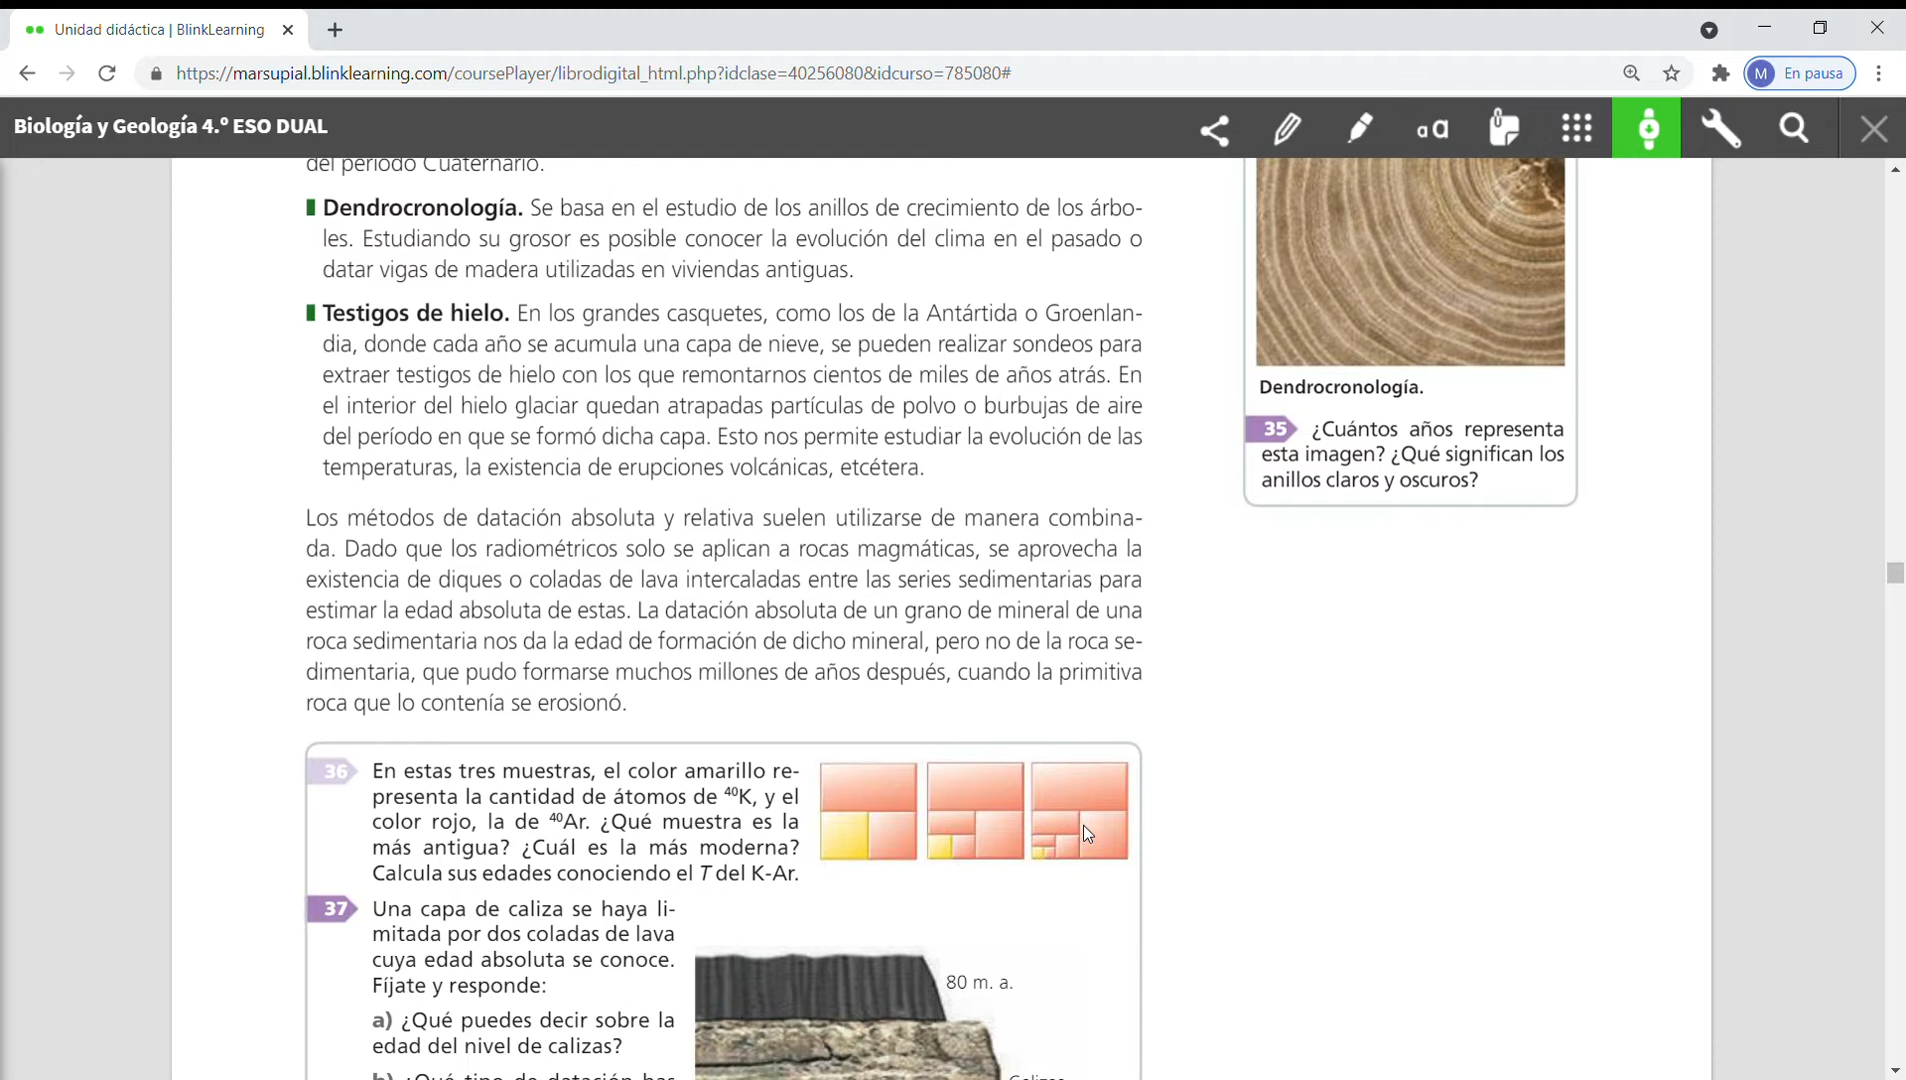 Unidad didáctica | BlinkLearning
https://marsupial.blinklearning.com/coursePlayer/librodigital_html.php?idclase=40256080&idcurso=785080#
M En pausa
Biología y Geología 4.º ESO DUAL
a a
del período Cuaternario.
Dendrocronología. Se basa en el estudio de los anillos de crecimiento de los árbo-
les. Estudiando su grosor es posible conocer la evolución del clima en el pasado o
datar vigas de madera utilizadas en viviendas antiguas.
Testigos de hielo. En los grandes casquetes, como los de la Antártida o Groenlan-
dia, donde cada año se acumula una capa de nieve, se pueden realizar sondeos para
extraer testigos de hielo con los que remontarnos cientos de miles de años atrás. En
el interior del hielo glaciar quedan atrapadas partículas de polvo o burbujas de aire
del período en que se formó dicha capa. Esto nos permite estudiar la evolución de las
temperaturas, la existencia de erupciones volcánicas, etcétera.
Los métodos de datación absoluta y relativa suelen utilizarse de manera combina-
da. Dado que los radiométricos solo se aplican a rocas magmáticas, se aprovecha la
existencia de diques o coladas de lava intercaladas entre las series sedimentarias para
estimar la edad absoluta de estas. La datación absoluta de un grano de mineral de una
roca sedimentaria nos da la edad de formación de dicho mineral, pero no de la roca se-
dimentaria, que pudo formarse muchos millones de años después, cuando la primitiva
roca que lo contenía se erosionó.
Dendrocronología.
35 ¿Cuántos años representa
esta imagen? ¿Qué significan los
anillos claros y oscuros?
36 En estas tres muestras, el color amarillo re-
presenta la cantidad de átomos de ⁴⁰K, y el
color rojo, la de ⁴⁰Ar. ¿Qué muestra es la
más antigua? ¿Cuál es la más moderna?
Calcula sus edades conociendo el T del K-Ar.
37 Una capa de caliza se haya li-
mitada por dos coladas de lava
cuya edad absoluta se conoce.
Fíjate y responde:
a) ¿Qué puedes decir sobre la
edad del nivel de calizas?
b) ¿Qué tipo de datación has
80 m. a.
Calizas